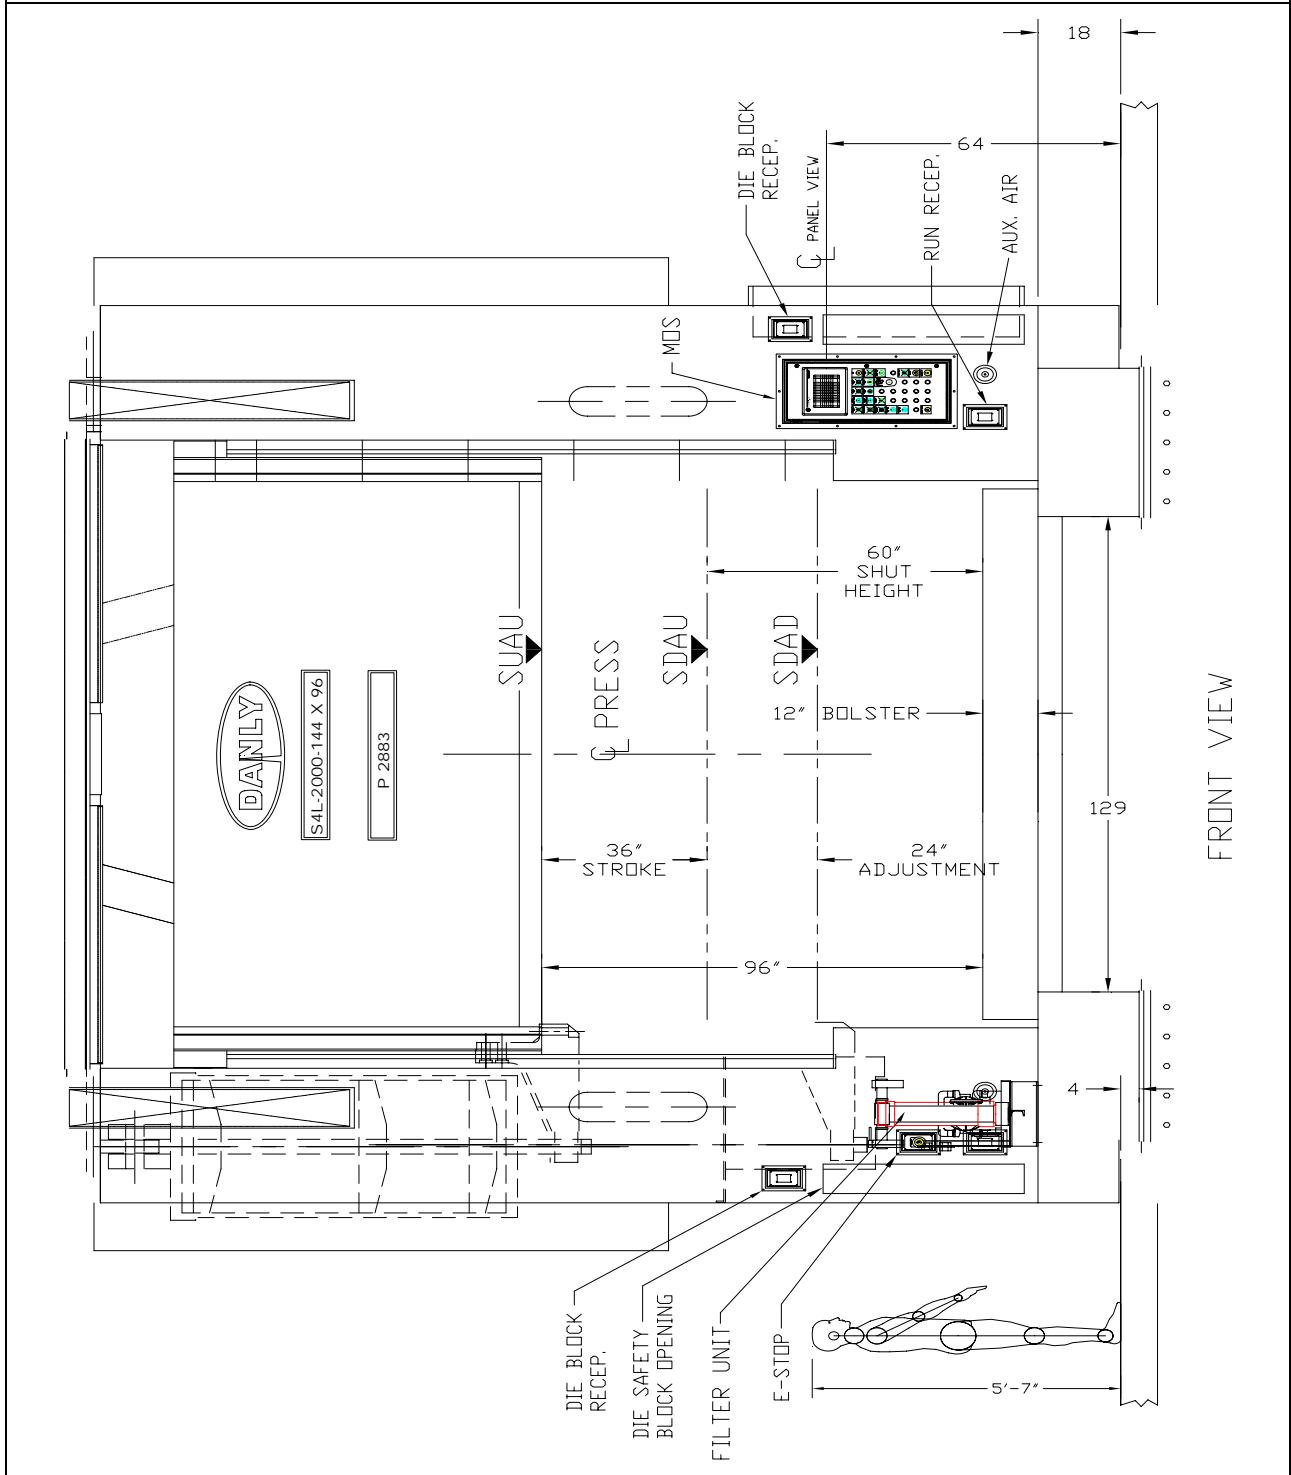 18
64
DIE BLOCK
RECEP.
℄ PANEL VIEW
RUN RECEP.
AUX. AIR
MOS
60"
SHUT
HEIGHT
SUAU
℄ PRESS
SDAU
SDAD
DANLY
S4L-2000-144 X 96
P 2883
12" BOLSTER
129
36"
STROKE
24"
ADJUSTMENT
96"
4
FRONT VIEW
DIE BLOCK
RECEP.
DIE SAFETY
BLOCK OPENING
FILTER UNIT
E-STOP
5'-7"